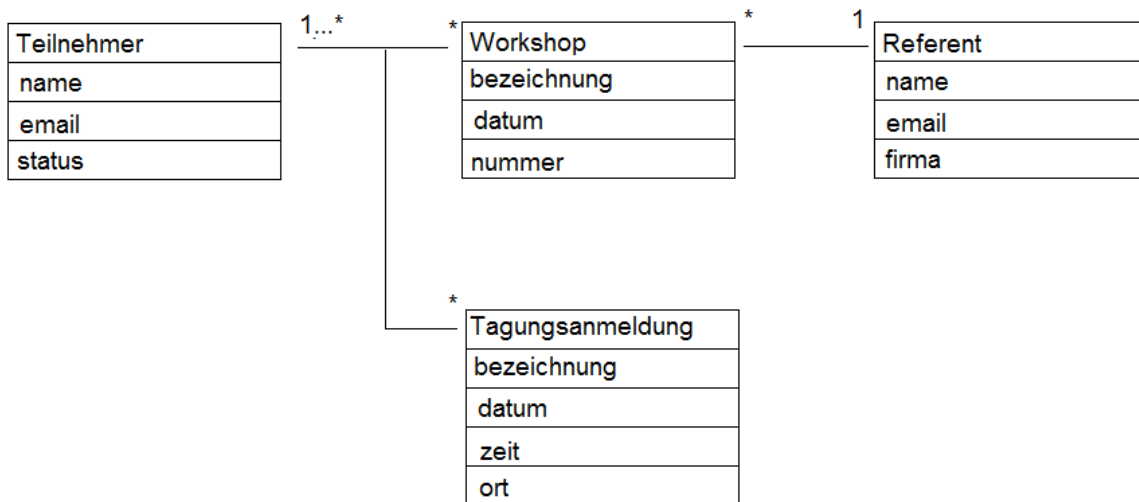 1...*
*
*
1
Teilnehmer
name
email
status
Workshop
bezeichnung
datum
nummer
Referent
name
email
firma
*
Tagungsanmeldung
bezeichnung
datum
zeit
ort